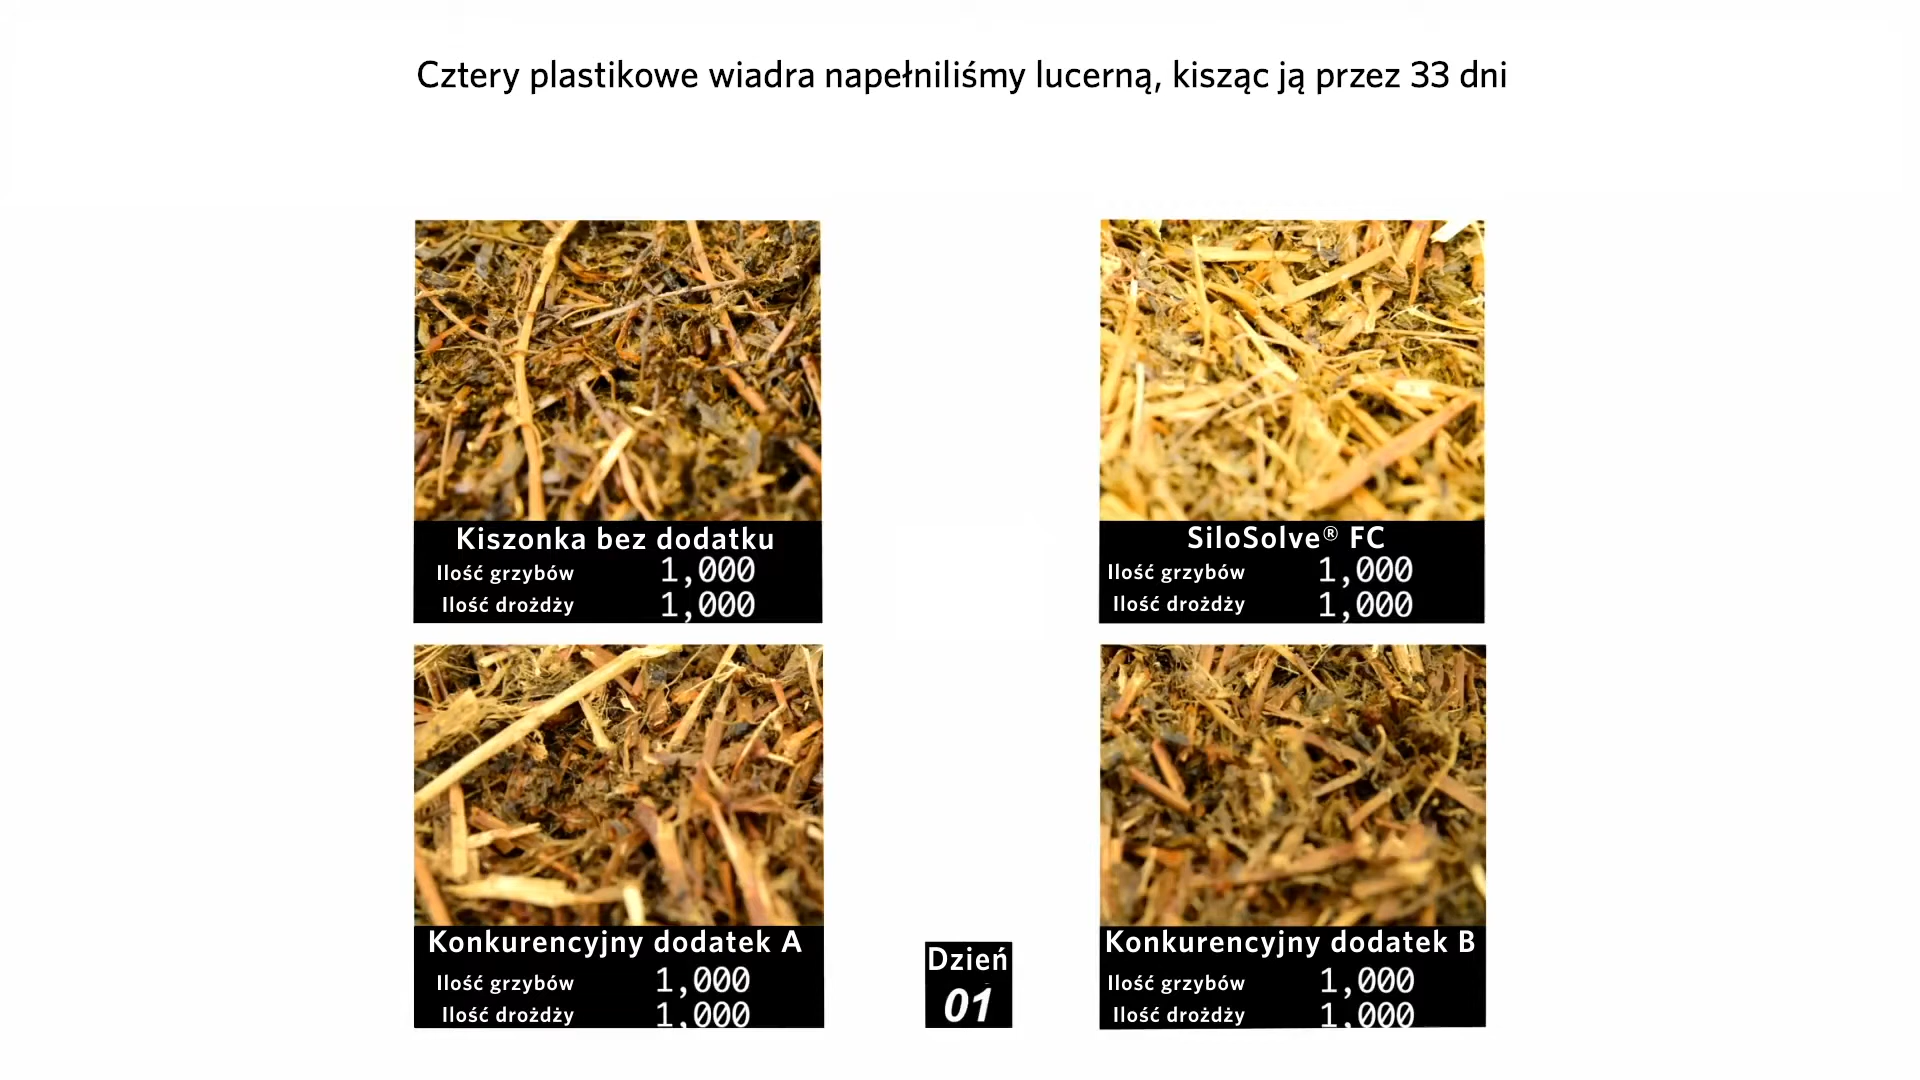 Cztery plastikowe wiadra napełniliśmy lucerną, kisząc ją przez 33 dni
Kiszonka bez dodatku
Ilość grzybów 1,000
Ilość drożdży 1,000
SiloSolve® FC
Ilość grzybów 1,000
Ilość drożdży 1,000
Konkurencyjny dodatek A
Ilość grzybów 1,000
Ilość drożdży 1,000
Dzień
01
Konkurencyjny dodatek B
Ilość grzybów 1,000
Ilość drożdży 1,000